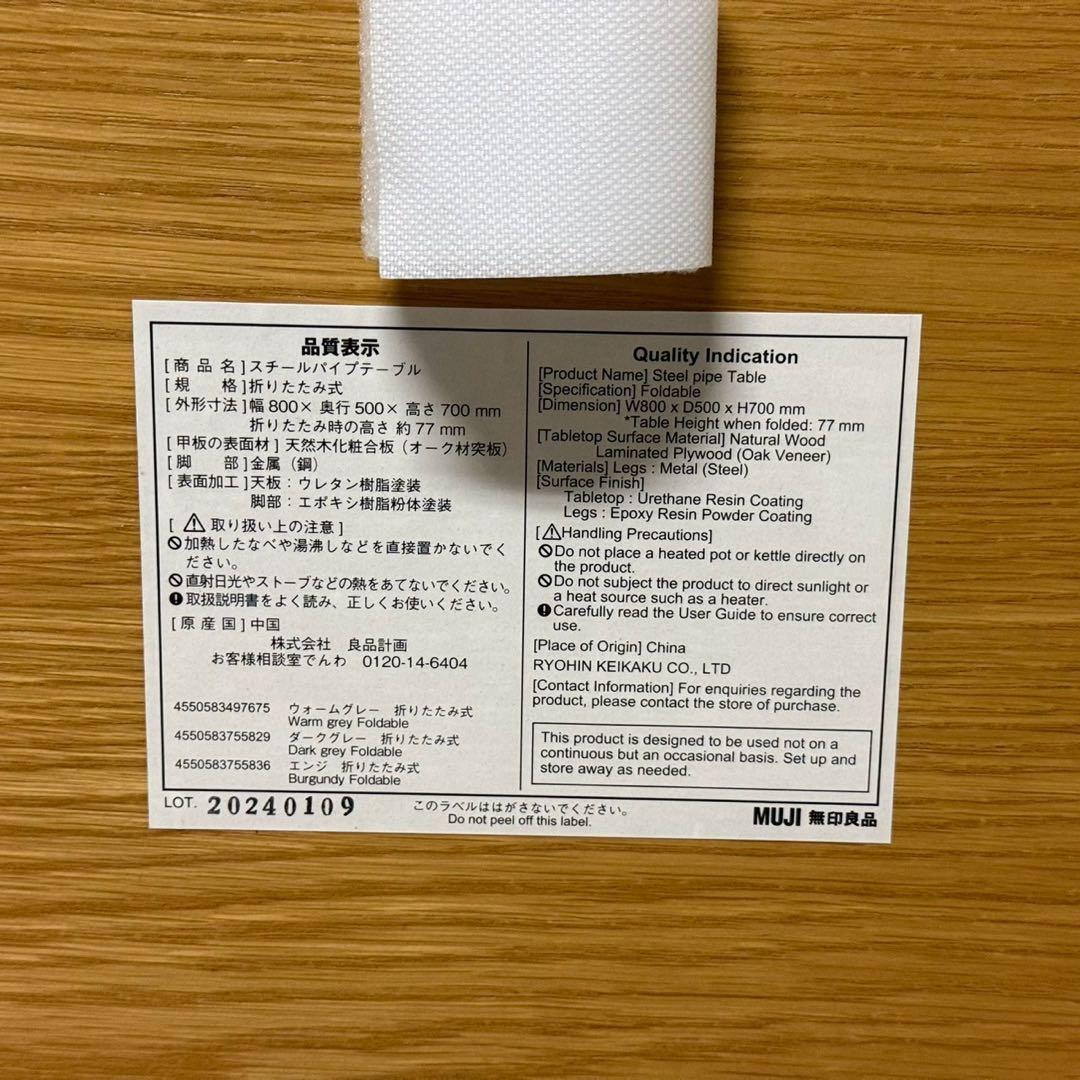 品質表示
[商 品 名]スチールパイプテーブル
[規 格]折りたたみ式
[外形寸法]幅 800× 奥行 500× 高さ 700 mm
折りたたみ時の高さ 約 77 mm
[甲板の表面材] 天然木化粧合板（オーク材突板）
[脚 部]金属（鋼）
[表面加工]天板：ウレタン樹脂塗装
脚部：エポキシ樹脂粉体塗装
[ ⚠ 取り扱い上の注意 ]
加熱したなべや湯沸しなどを直接置かないでく
ださい。
直射日光やストーブなどの熱をあてないでください。
取扱説明書をよく読み、正しくお使いください。
[原 産 国]中国
株式会社 良品計画
お客様相談室でんわ 0120-14-6404
4550583497675 ウォームグレー 折りたたみ式
Warm grey Foldable
4550583755829 ダークグレー 折りたたみ式
Dark grey Foldable
4550583755836 エンジ 折りたたみ式
Burgundy Foldable
Quality Indication
[Product Name] Steel pipe Table
[Specification] Foldable
[Dimension] W800 x D500 x H700 mm
*Table Height when folded: 77 mm
[Tabletop Surface Material] Natural Wood
Laminated Plywood (Oak Veneer)
[Materials] Legs : Metal (Steel)
[Surface Finish]
Tabletop : Urethane Resin Coating
Legs : Epoxy Resin Powder Coating
[⚠Handling Precautions]
Do not place a heated pot or kettle directly on
the product.
Do not subject the product to direct sunlight or
a heat source such as a heater.
Carefully read the User Guide to ensure correct
use.
[Place of Origin] China
RYOHIN KEIKAKU CO., LTD
[Contact Information] For enquiries regarding the
product, please contact the store of purchase.
This product is designed to be used not on a
continuous but an occasional basis. Set up and
store away as needed.
LOT. 20240109
このラベルははがさないでください。
Do not peel off this label.
MUJI 無印良品